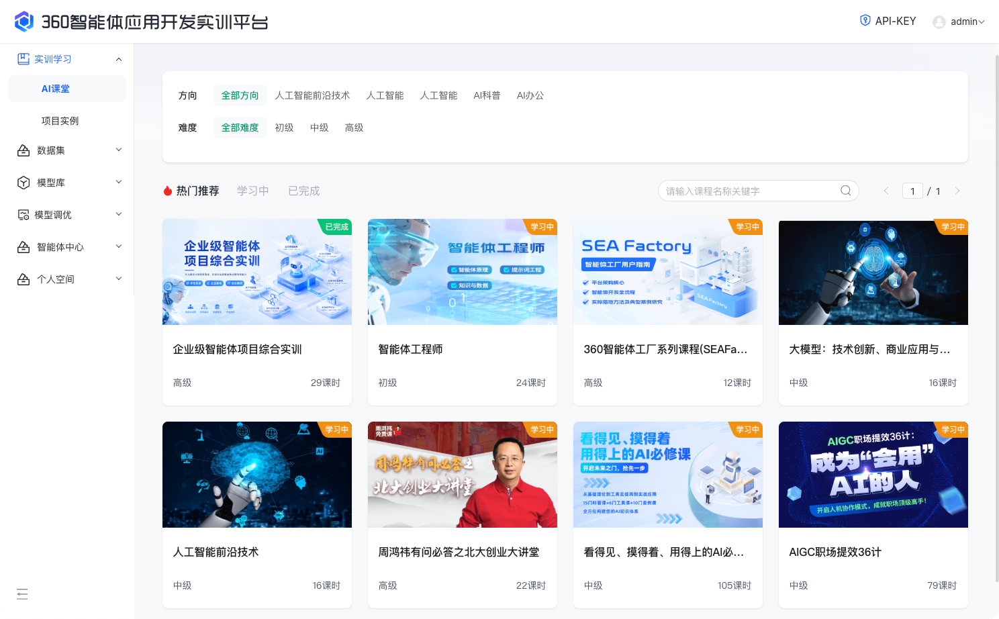 360智能体应用开发实训平台
API-KEY
admin
实训学习
AI课堂
项目实例
数据集
模型库
模型调优
智能体中心
个人空间
方向 全部方向 人工智能前沿技术 人工智能 人工智能 AI科普 AI办公
难度 全部难度 初级 中级 高级
热门推荐 学习中 已完成
请输入课程名称关键字
1 / 1
已完成
企业级智能体
项目综合实训
企业级智能体项目综合实训
高级 29课时
学习中
智能体工程师
智能体原理 提示词工程
知识与数据
智能体工程师
初级 24课时
学习中
SEA Factory
智能体工厂用户指南
平台架构核心
智能体开发全流程
实际落地方法及典型案例研究
SEA Factory
360智能体工厂系列课程(SEAFa...
高级 12课时
学习中
大模型：技术创新、商业应用与...
中级 16课时
学习中
AI
人工智能前沿技术
中级 16课时
学习中
周鸿祎
免费课
周鸿祎有问必答之
北大创业大讲堂
周鸿祎有问必答之北大创业大讲堂
高级 22课时
学习中
看得见、摸得着
用得上的AI必修课
开启未来之门，抢先一步
从基础理论到工具实操再到实战应用
15门科普课+6门工具课+10门案例课
全方位构建您的AI知识体系
看得见、摸得着、用得上的AI必...
中级 105课时
学习中
AIGC职场提效36计：
成为“会用”
AI的人
开启人机协作模式，成就职场顶级高手！
AIGC职场提效36计
中级 79课时